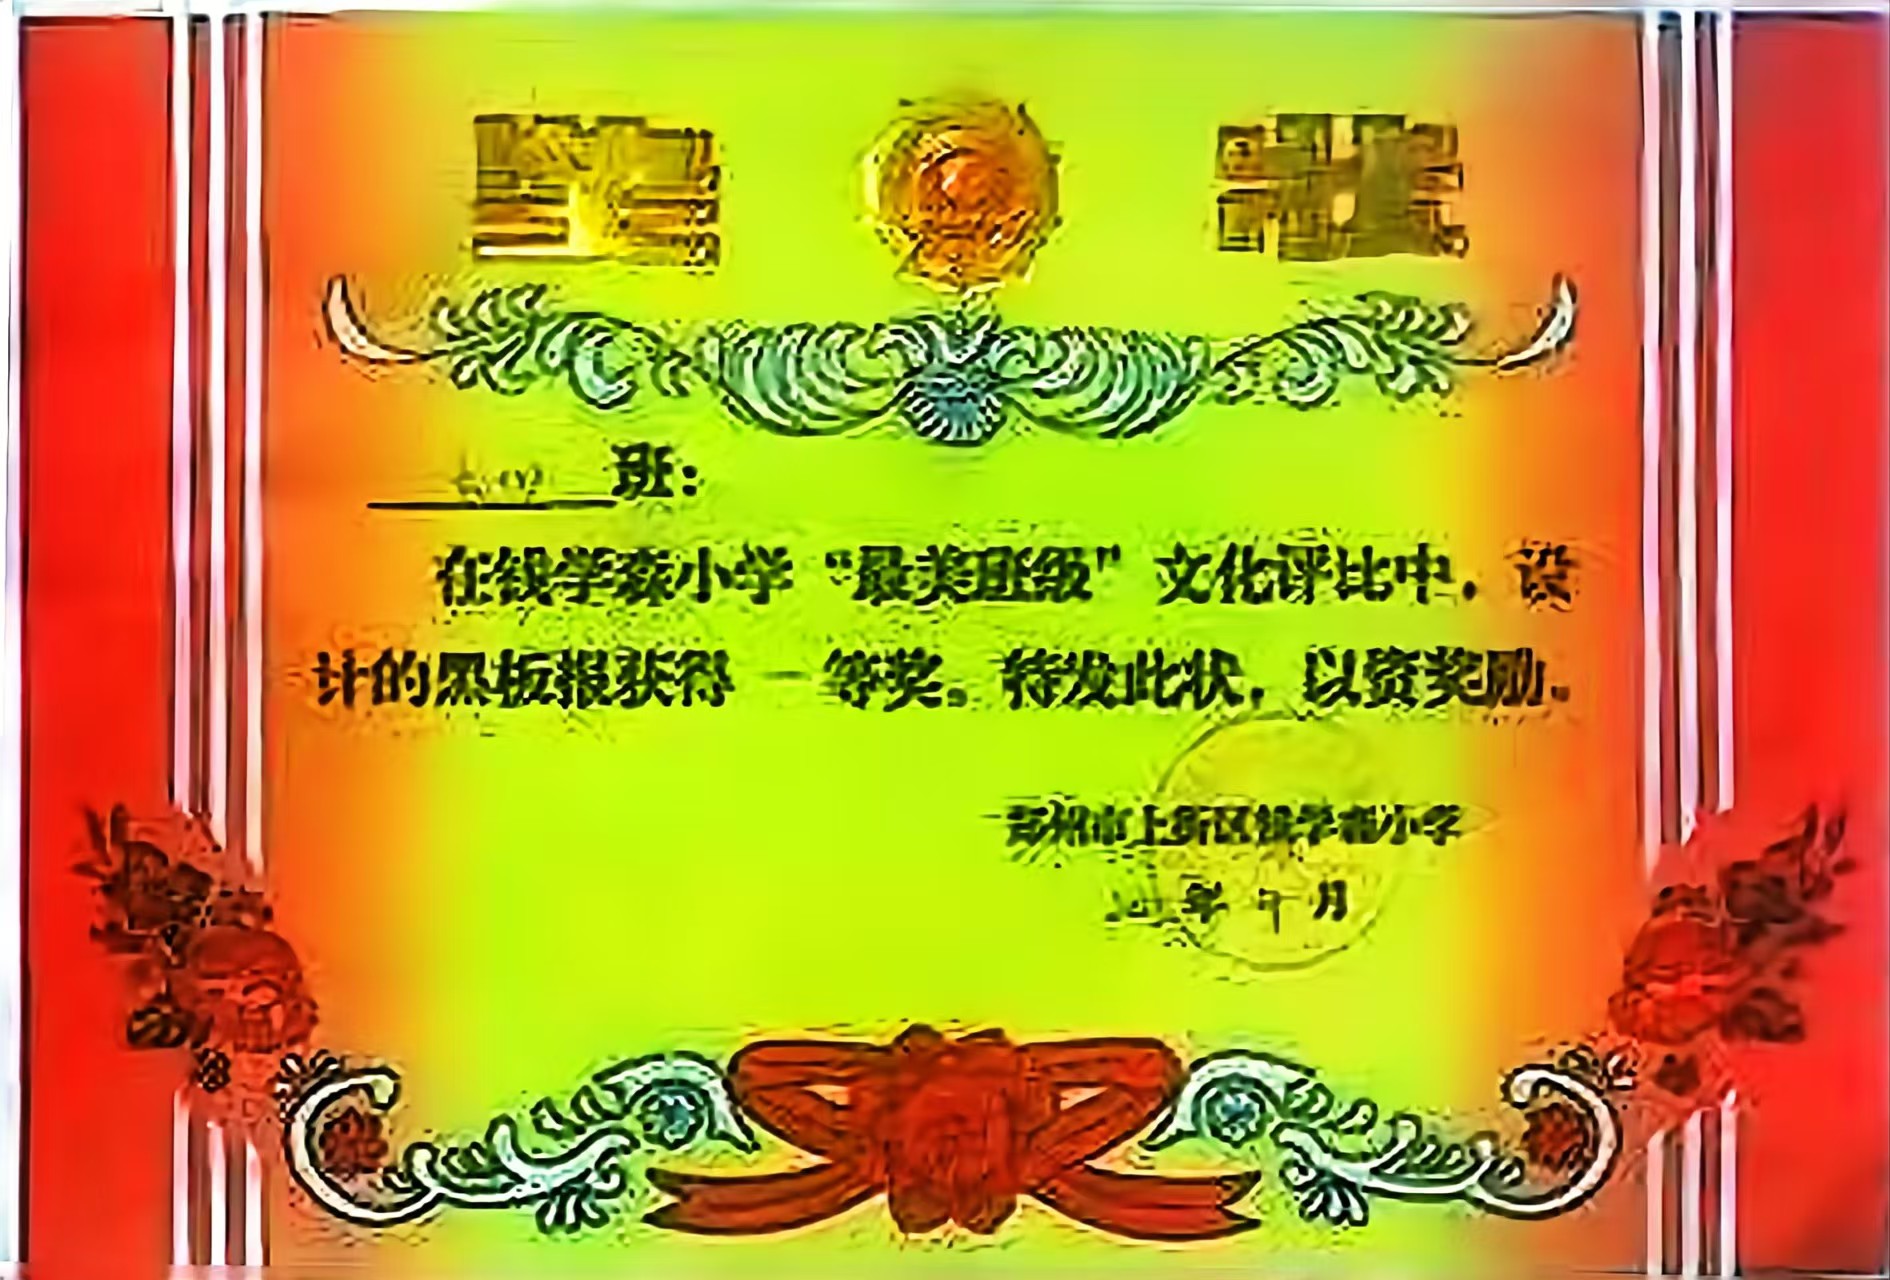 奖状
班：
在钱学森小学“最美班级”文化评比中，设
计的黑板报获得 一等奖。特发此状，以资奖励。
郑州市上街区钱学森小学
年 月